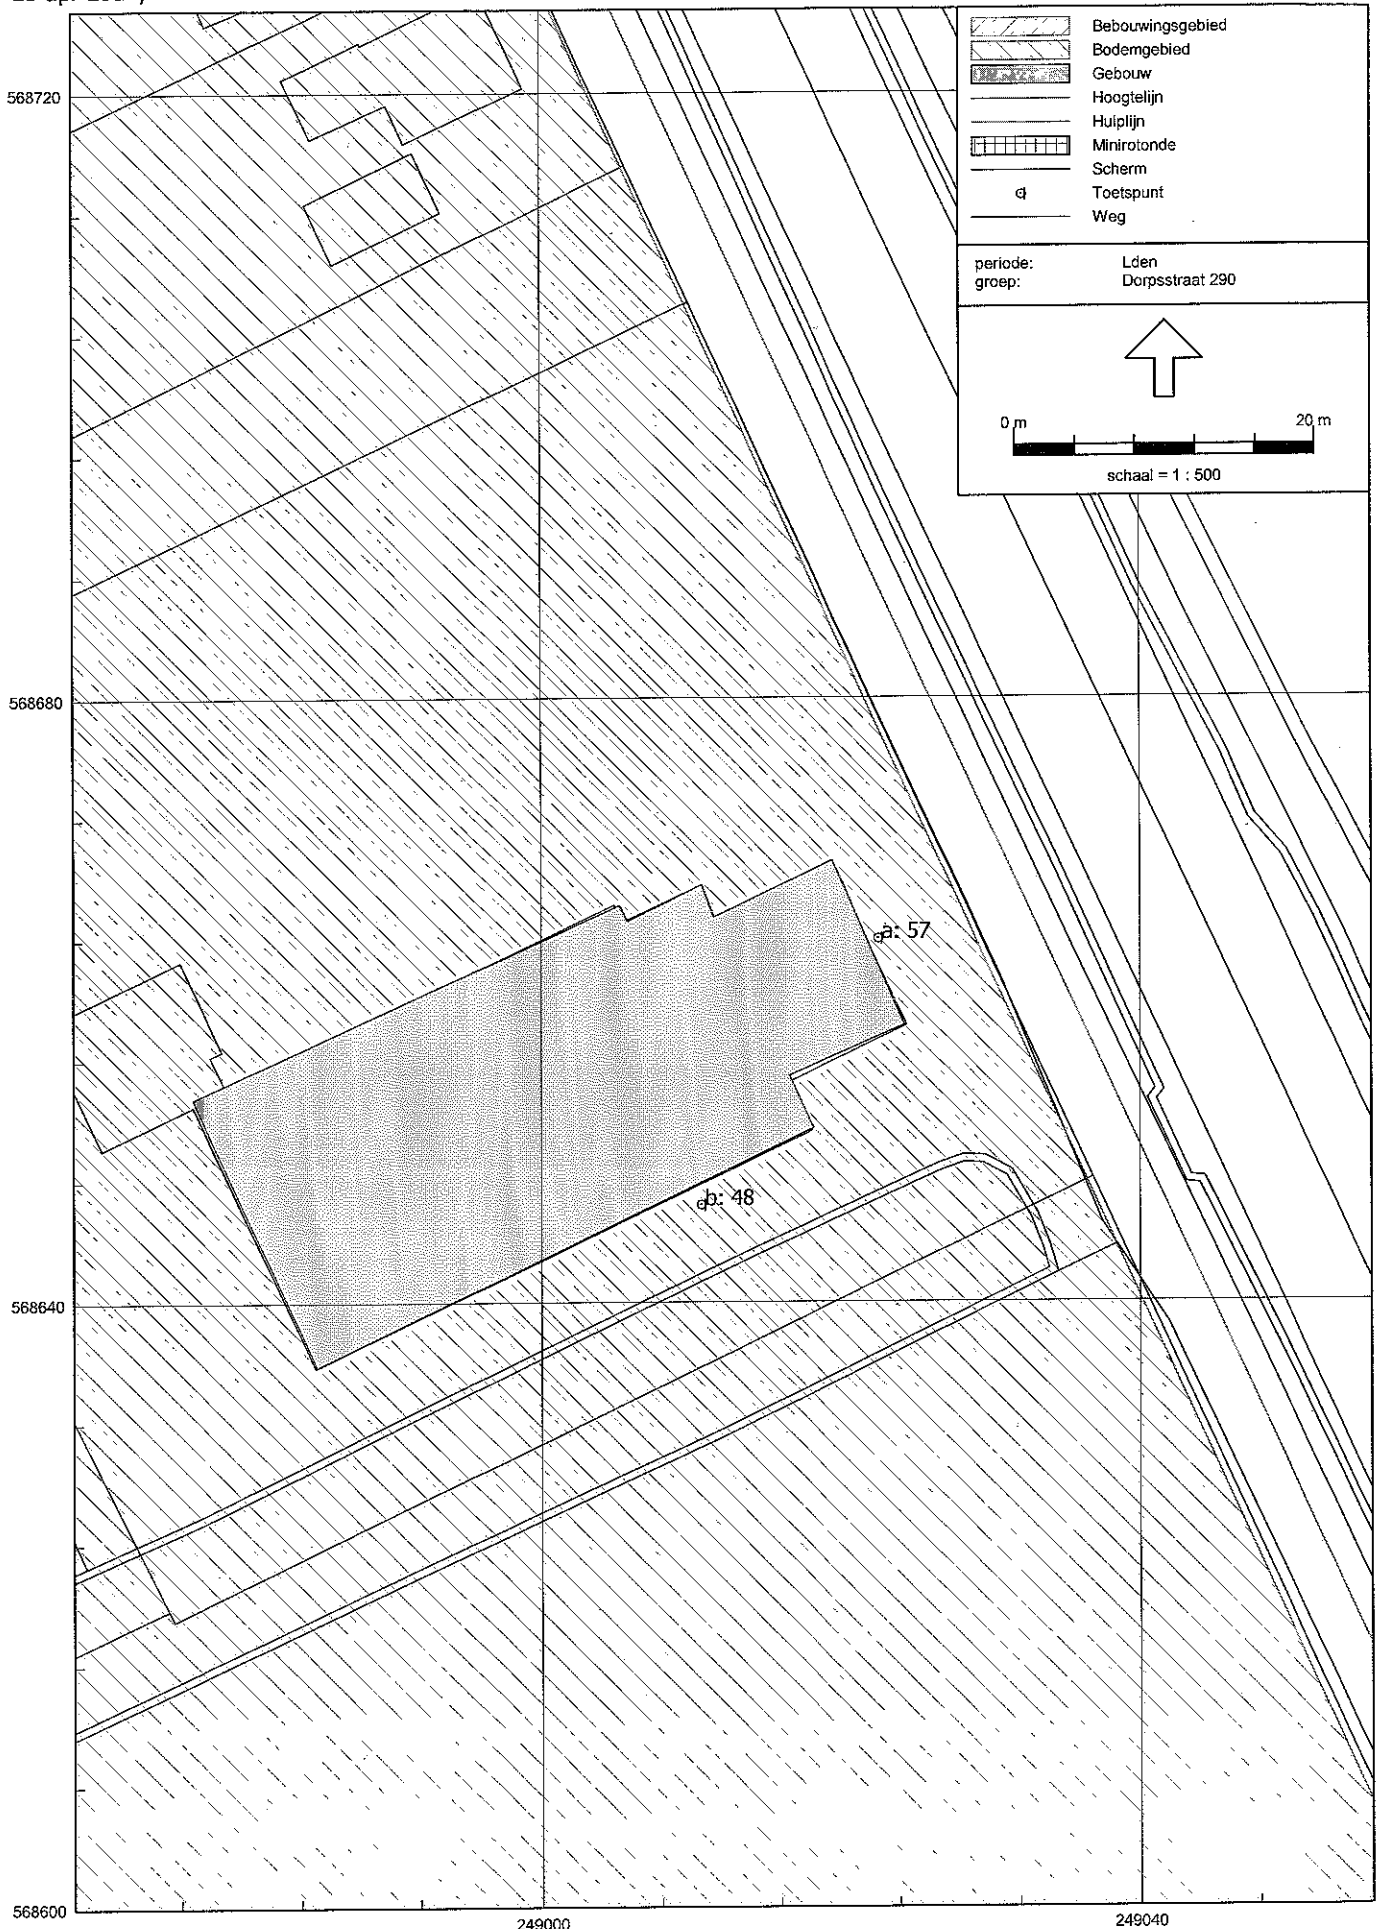 Bebouwingsgebied
Bodemgebied
Gebouw
Hoogtelijn
Hulplijn
Minirotonde
Scherm
Toetspunt
Weg
periode: Lden
groep: Dorpsstraat 290
0 m 20 m
schaal = 1 : 500
568720
568680
a: 57
b: 48
568640
568600
249000
249040